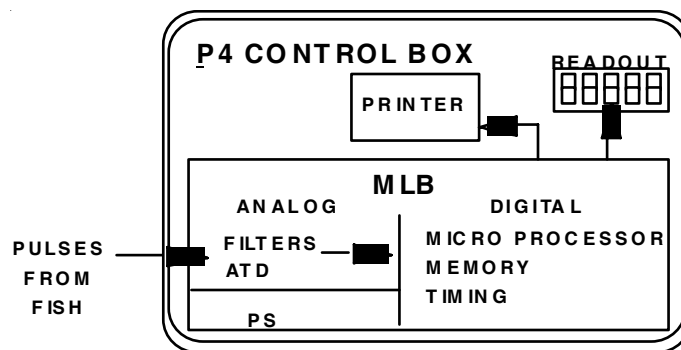 P4 CONTROL BOX
READOUT
PRINTER
MLB
ANALOG
DIGITAL
FILTERS
ATD
MICRO PROCESSOR
MEMORY
TIMING
PULSES
FROM
FISH
PS